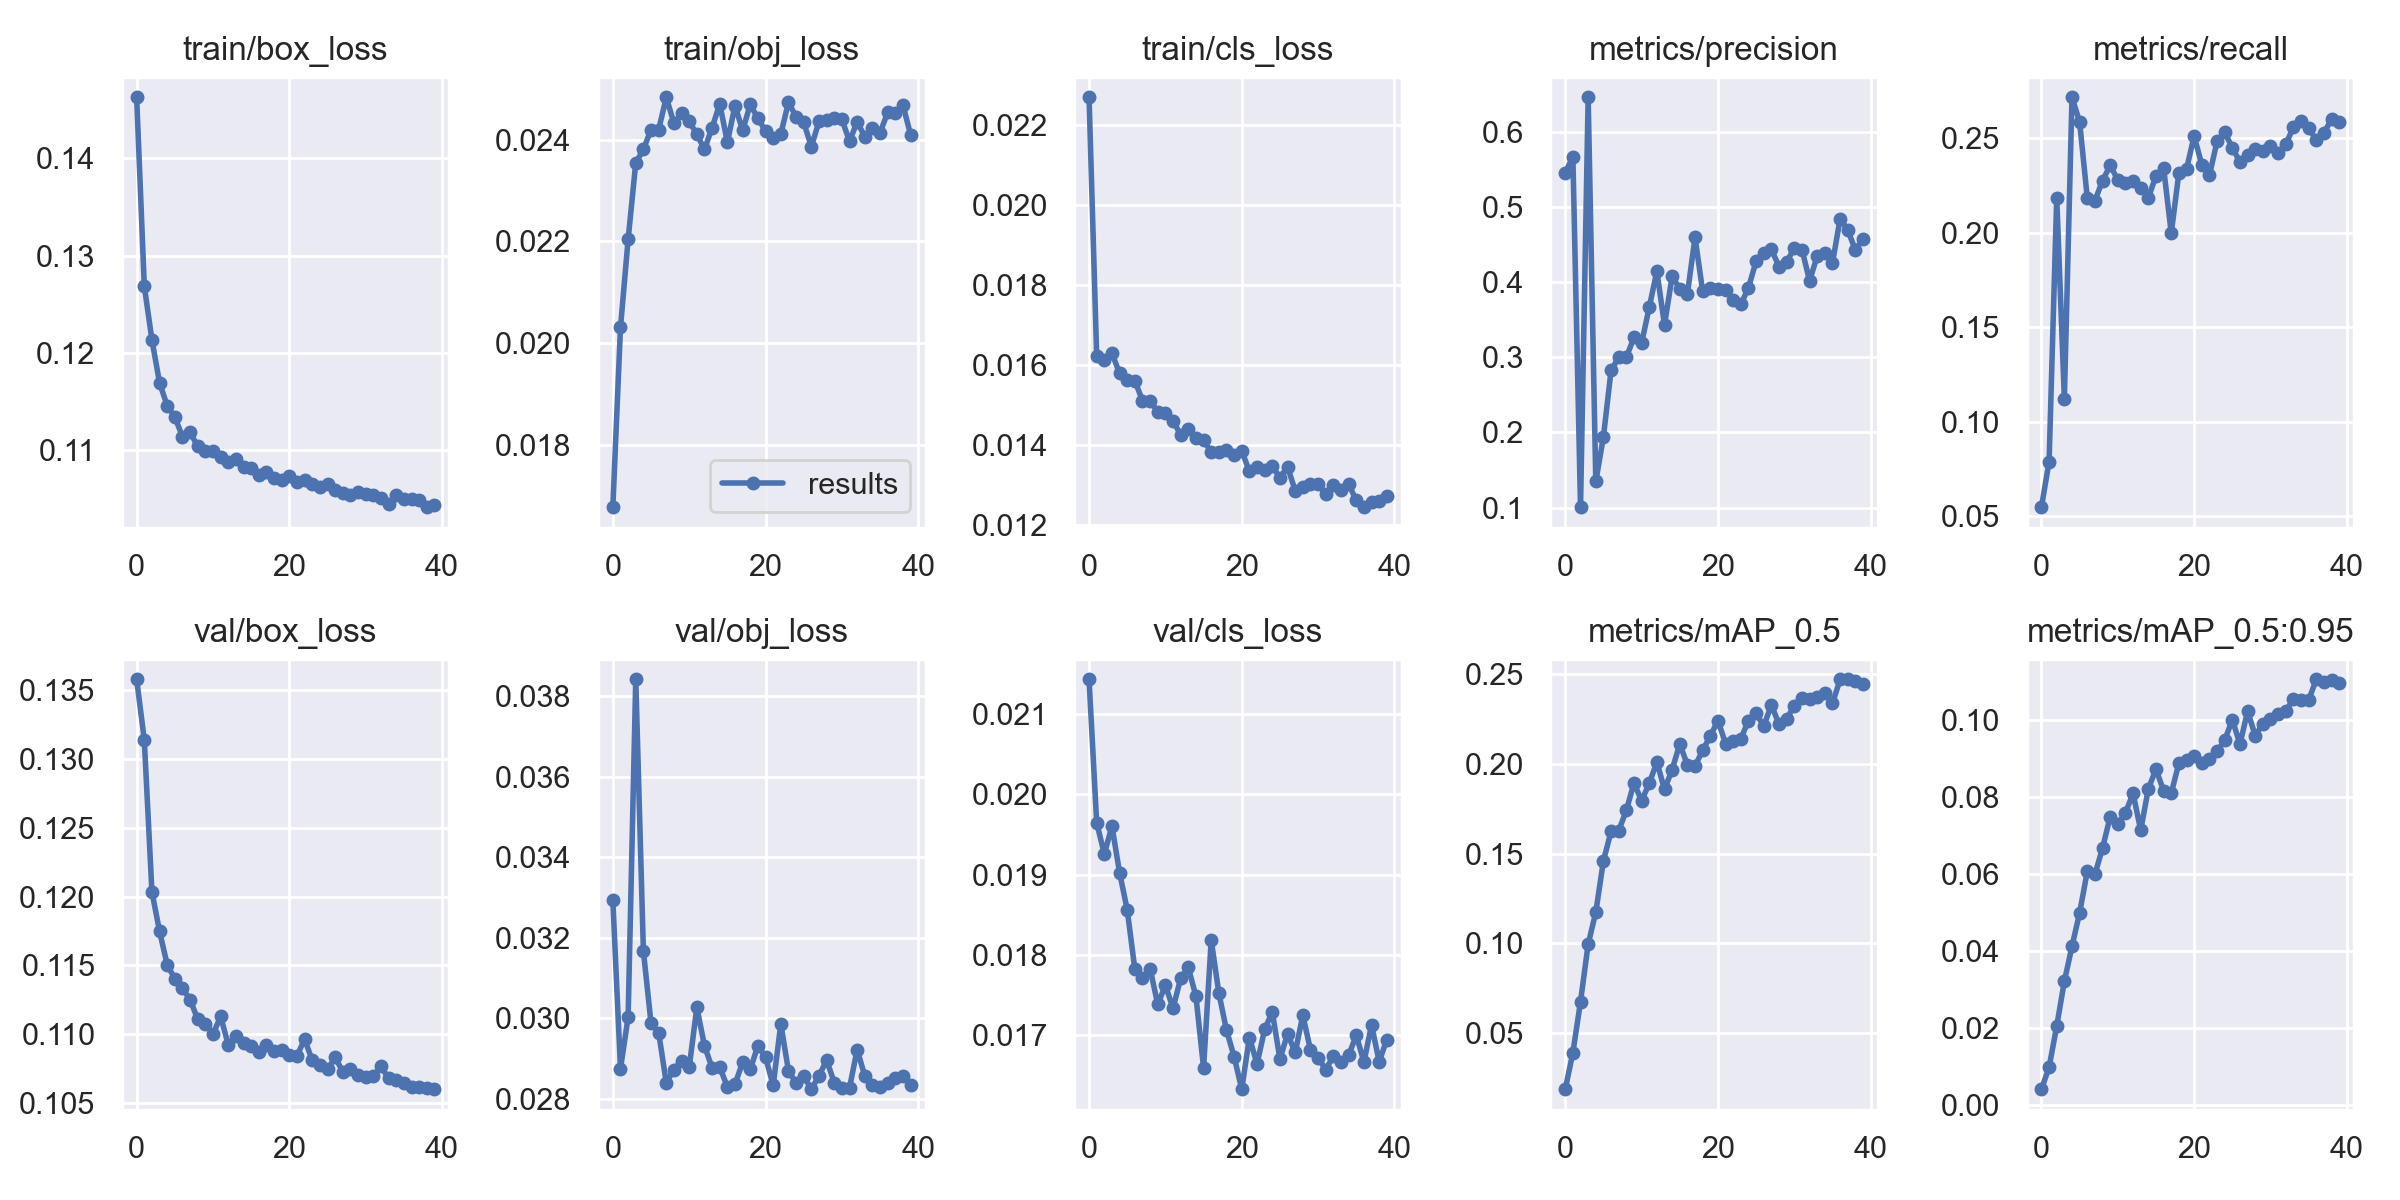 train/box_loss
0.14
0.13
0.12
0.11
0 20 40
train/obj_loss
0.024
0.022
0.020
0.018
results
0 20 40
train/cls_loss
0.022
0.020
0.018
0.016
0.014
0.012
0 20 40
metrics/precision
0.6
0.5
0.4
0.3
0.2
0.1
0 20 40
metrics/recall
0.25
0.20
0.15
0.10
0.05
0 20 40
val/box_loss
0.135
0.130
0.125
0.120
0.115
0.110
0.105
0 20 40
val/obj_loss
0.038
0.036
0.034
0.032
0.030
0.028
0 20 40
val/cls_loss
0.021
0.020
0.019
0.018
0.017
0 20 40
metrics/mAP_0.5
0.25
0.20
0.15
0.10
0.05
0 20 40
metrics/mAP_0.5:0.95
0.10
0.08
0.06
0.04
0.02
0.00
0 20 40